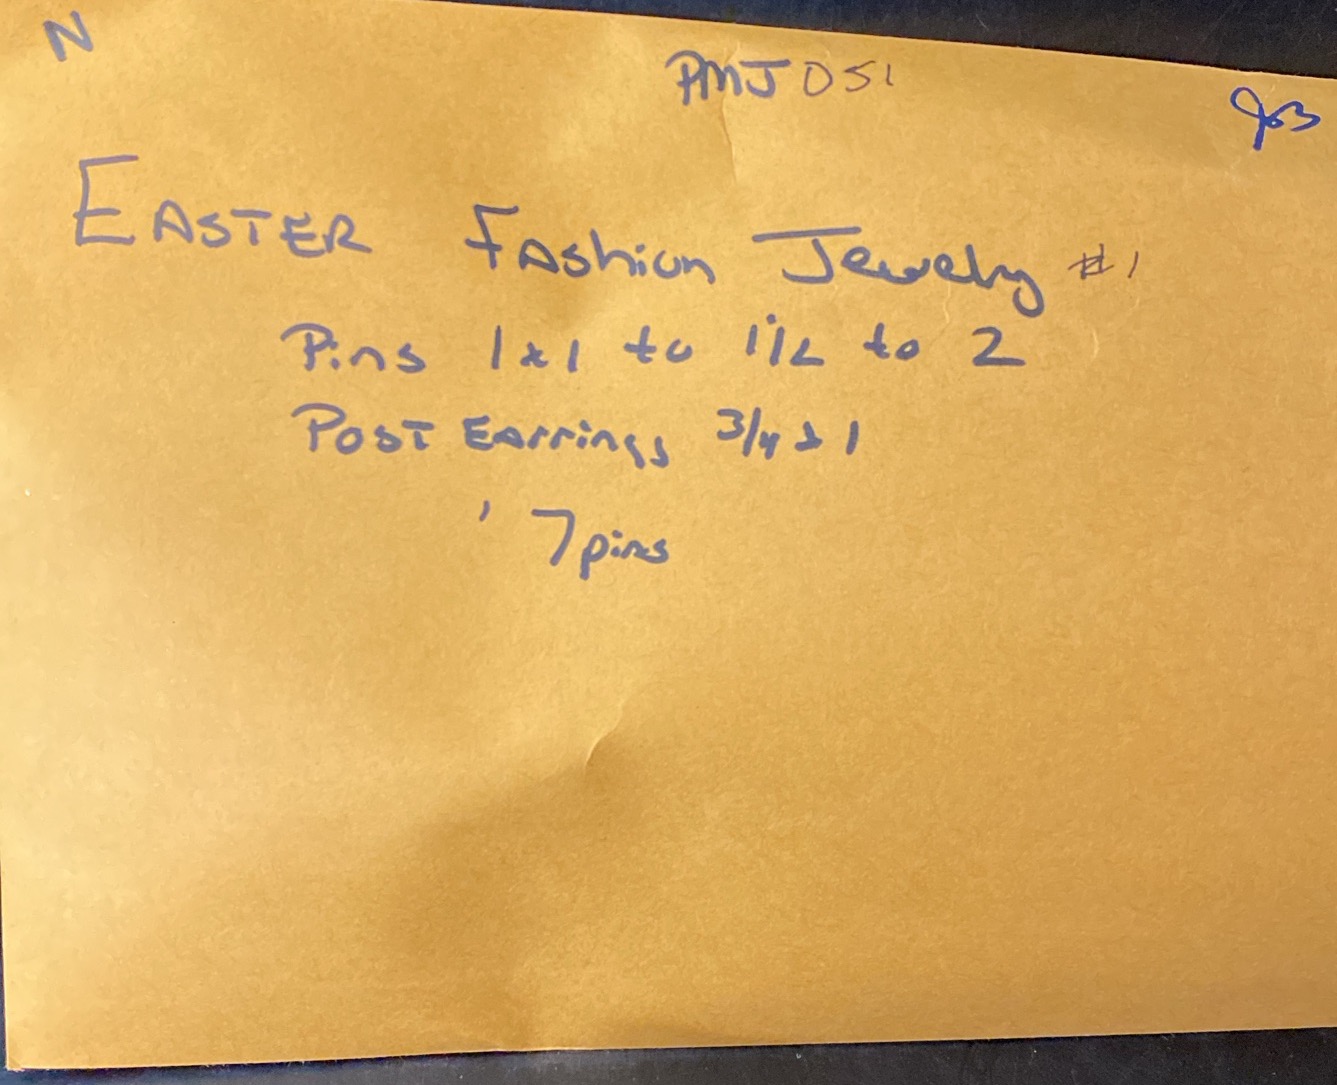 N
PMJ051
EASTER Fashion Jewelry #1
Pins 1x1 to 1 1/2 to 2
POST Earrings 3/4 x 1
7 pins